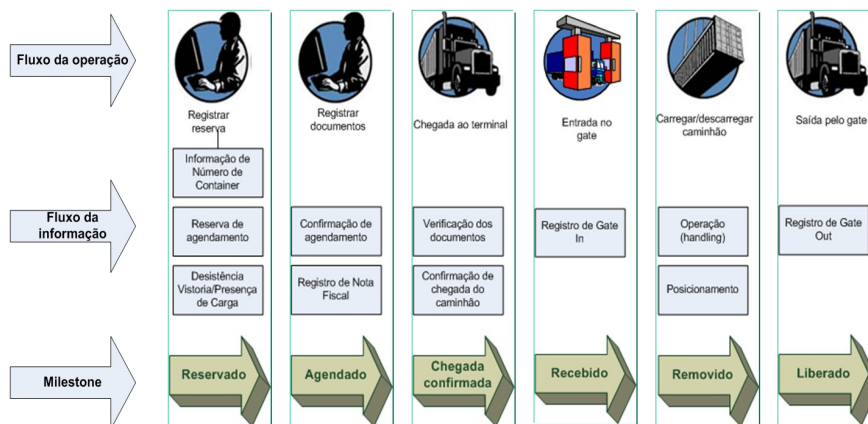 Fluxo da operação
Registrar
reserva
Registrar
documentos
Chegada ao terminal
Entrada no
gate
Carregar/descarregar
caminhão
Saída pelo gate
Fluxo da
informação
Informação de
Número de
Container
Reserva de
agendamento
Desistência
Vistoria/Presença
de Carga
Confirmação de
agendamento
Registro de Nota
Fiscal
Verificação dos
documentos
Confirmação de
chegada do
caminhão
Registro de Gate
In
Operação
(handling)
Posicionamento
Registro de Gate
Out
Milestone
Reservado
Agendado
Chegada
confirmada
Recebido
Removido
Liberado